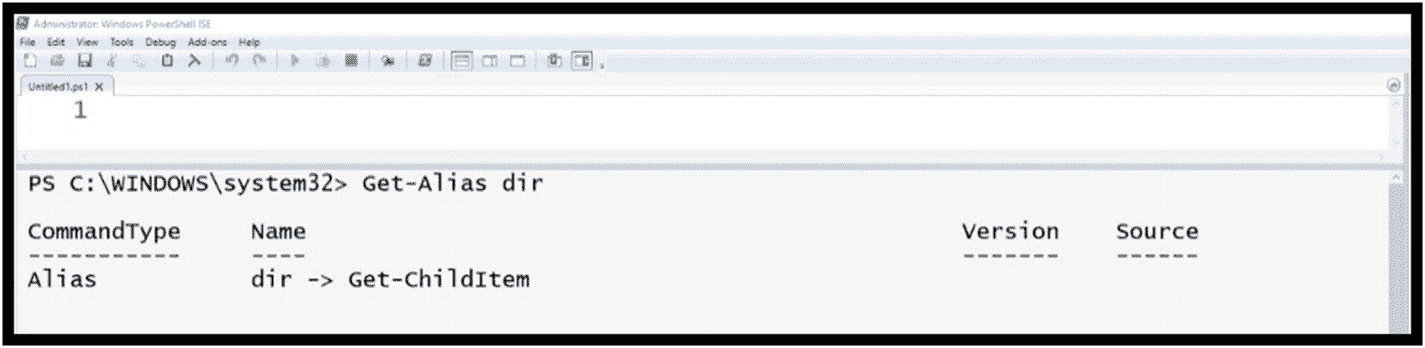 Administrator: Windows PowerShell ISE
File Edit View Tools Debug Add-ons Help
Untitled1.ps1 X
1
PS C:\WINDOWS\system32> Get-Alias dir
CommandType Name Version Source
----------- ---- ------- ------
Alias dir -> Get-ChildItem